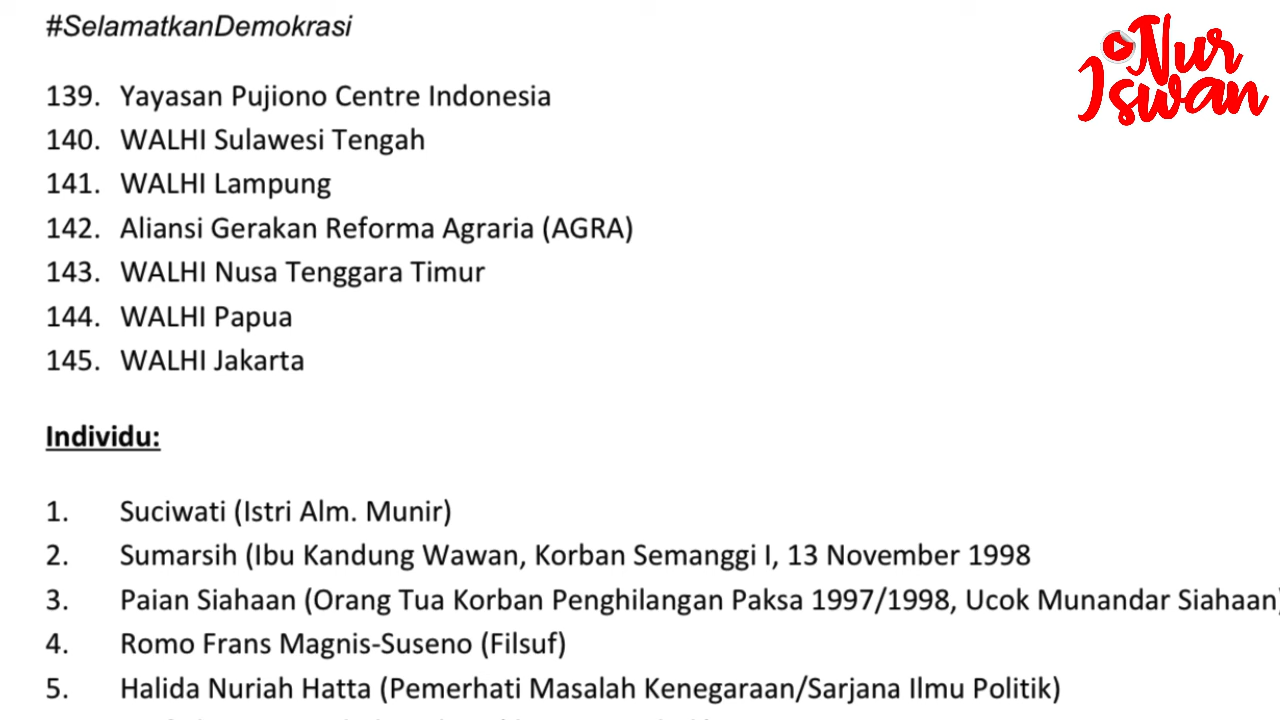 #SelamatkanDemokrasi
Nur
Iswan
139. Yayasan Pujiono Centre Indonesia
140. WALHI Sulawesi Tengah
141. WALHI Lampung
142. Aliansi Gerakan Reforma Agraria (AGRA)
143. WALHI Nusa Tenggara Timur
144. WALHI Papua
145. WALHI Jakarta
Individu:
1. Suciwati (Istri Alm. Munir)
2. Sumarsih (Ibu Kandung Wawan, Korban Semanggi I, 13 November 1998
3. Paian Siahaan (Orang Tua Korban Penghilangan Paksa 1997/1998, Ucok Munandar Siahaan)
4. Romo Frans Magnis-Suseno (Filsuf)
5. Halida Nuriah Hatta (Pemerhati Masalah Kenegaraan/Sarjana Ilmu Politik)